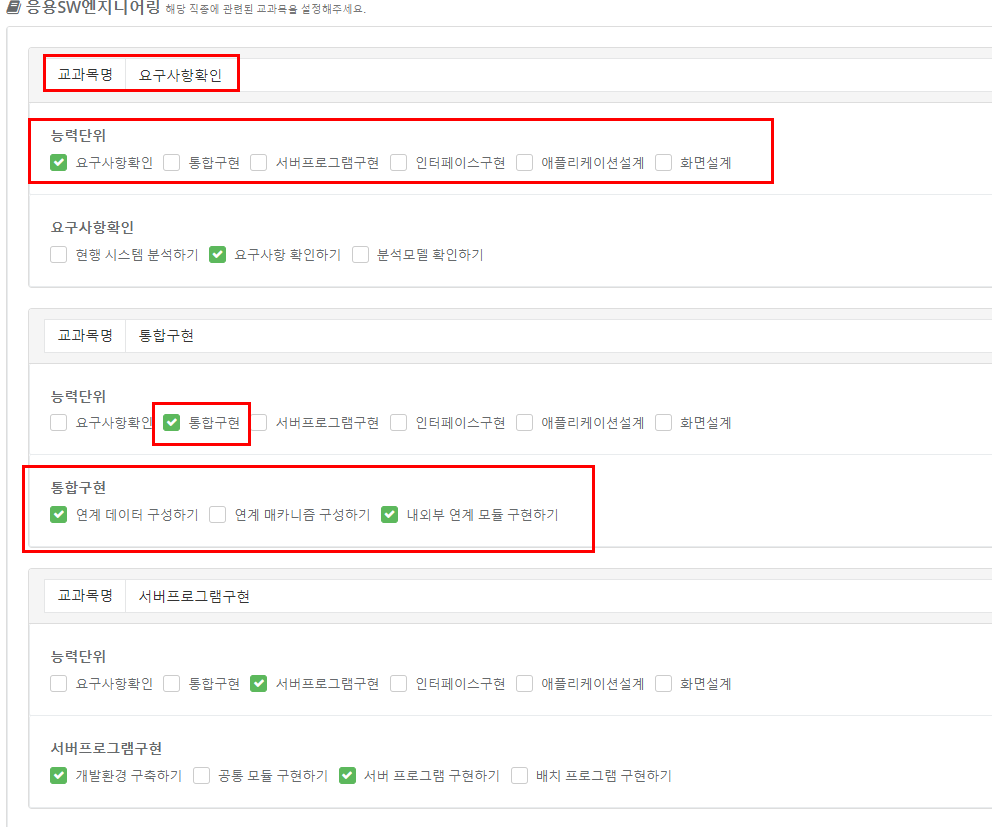 응용SW엔지니어링 해당 직종에 관련된 교과목을 설정해주세요.
교과목명 요구사항확인
능력단위
요구사항확인 통합구현 서버프로그램구현 인터페이스구현 애플리케이션설계 화면설계
요구사항확인
현행 시스템 분석하기 요구사항 확인하기 분석모델 확인하기
교과목명 통합구현
능력단위
요구사항확인 통합구현 서버프로그램구현 인터페이스구현 애플리케이션설계 화면설계
통합구현
연계 데이터 구성하기 연계 매카니즘 구성하기 내외부 연계 모듈 구현하기
교과목명 서버프로그램구현
능력단위
요구사항확인 통합구현 서버프로그램구현 인터페이스구현 애플리케이션설계 화면설계
서버프로그램구현
개발환경 구축하기 공통 모듈 구현하기 서버 프로그램 구현하기 배치 프로그램 구현하기